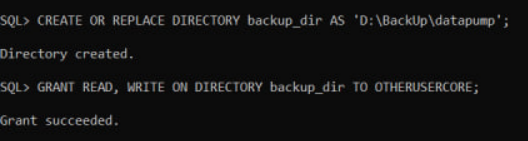 SQL> CREATE OR REPLACE DIRECTORY backup_dir AS 'D:\BackUp\datapump';
Directory created.
SQL> GRANT READ, WRITE ON DIRECTORY backup_dir TO OTHERUSERCORE;
Grant succeeded.